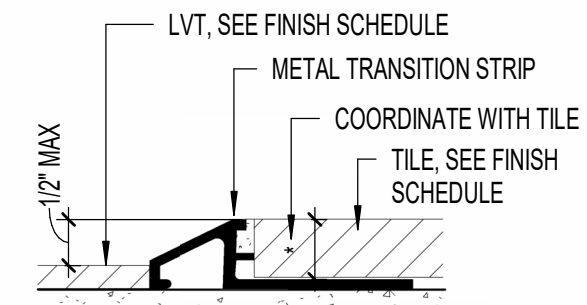 LVT, SEE FINISH SCHEDULE
METAL TRANSITION STRIP
COORDINATE WITH TILE
TILE, SEE FINISH
SCHEDULE
1/2" MAX
*